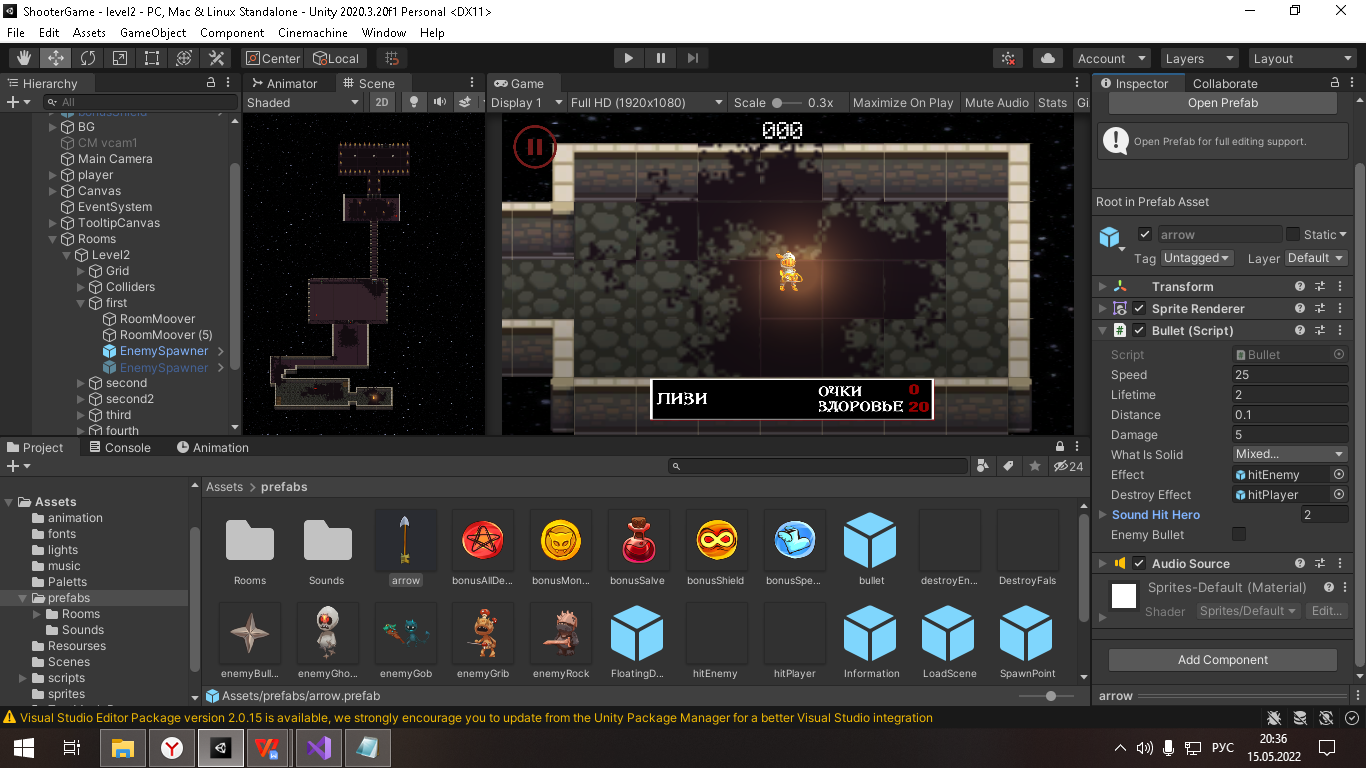 ShooterGame - level2 - PC, Mac & Linux Standalone - Unity 2020.3.20f1 Personal <DX11>
File Edit Assets GameObject Component Cinemachine Window Help
Center Local Account Layers Layout
Hierarchy
All
bonusShield
BG
CM vcam1
Main Camera
player
Canvas
EventSystem
TooltipCanvas
Rooms
Level2
Grid
Colliders
first
RoomMoover
RoomMoover (5)
EnemySpawner
EnemySpawner
second
second2
third
fourth
Animator Scene
Shaded 2D
Game
Display 1 Full HD (1920x1080) Scale 0.3x Maximize On Play Mute Audio Stats Gi
000
ЛИЗИ
ОЧКИ 0
ЗДОРОВЬЕ 20
Inspector Collaborate
Open Prefab
Open Prefab for full editing support.
Root in Prefab Asset
arrow Static
Tag Untagged Layer Default
Transform
Sprite Renderer
Bullet (Script)
Script Bullet
Speed 25
Lifetime 2
Distance 0.1
Damage 5
What Is Solid Mixed...
Effect hitEnemy
Destroy Effect hitPlayer
Sound Hit Hero 2
Enemy Bullet
Audio Source
Sprites-Default (Material)
Shader Sprites/Default Edit...
Add Component
arrow
Project Console Animation
24
Assets
animation
fonts
lights
music
Paletts
prefabs
Rooms
Sounds
Resourses
Scenes
scripts
sprites
Assets > prefabs
Rooms Sounds arrow bonusAllDe... bonusMon... bonusSalve bonusShield bonusSpe... bullet destroyEn... DestroyFals
enemyBull... enemyGho... enemyGob enemyGrib enemyRock FloatingD... hitEnemy hitPlayer Information LoadScene SpawnPoint
Assets/prefabs/arrow.prefab
Visual Studio Editor Package version 2.0.15 is available, we strongly encourage you to update from the Unity Package Manager for a better Visual Studio integration
РУС
20:36
15.05.2022